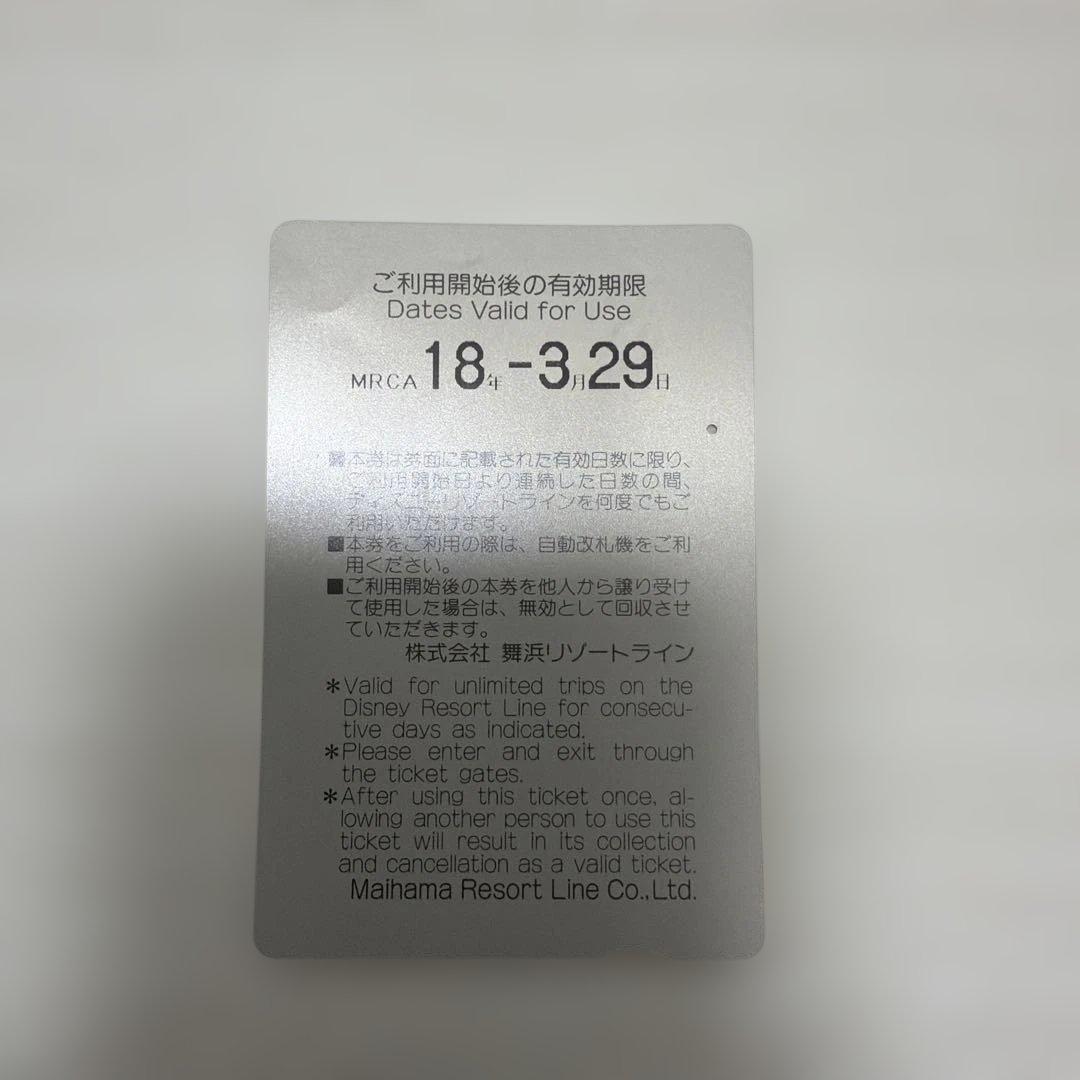 ご利用開始後の有効期限
Dates Valid for Use
MRCA 18年-3月29日
■本券は券面に記載された有効日数に限り、
ご利用開始日より連続した日数の間、
ディズニーリゾートラインを何度でもご
利用いただけます。
■本券をご利用の際は、自動改札機をご利
用ください。
■ご利用開始後の本券を他人から譲り受け
て使用した場合は、無効として回収させ
ていただきます。
株式会社 舞浜リゾートライン
*Valid for unlimited trips on the
Disney Resort Line for consecu-
tive days as indicated.
*Please enter and exit through
the ticket gates.
*After using this ticket once, al-
lowing another person to use this
ticket will result in its collection
and cancellation as a valid ticket.
Maihama Resort Line Co.,Ltd.